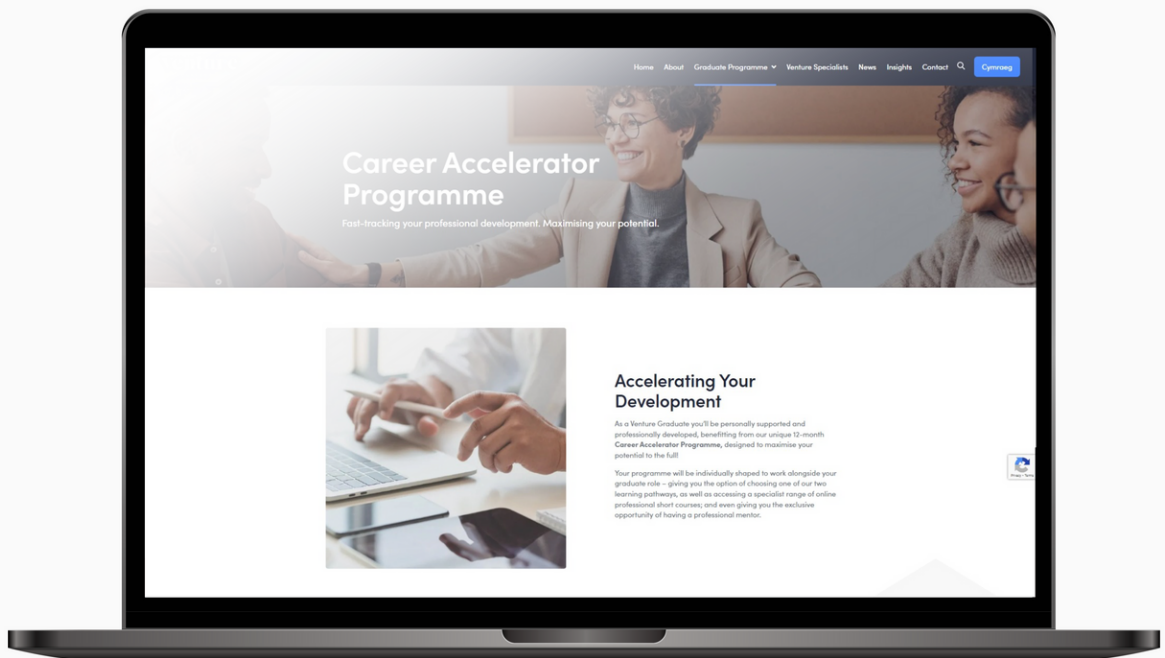 Home About Graduate Programme Venture Specialists News Insights Contact Cymraeg
Career Accelerator
Programme
Fast-tracking your professional development. Maximising your potential.
Accelerating Your
Development
As a Venture Graduate you'll be personally supported and
professionally developed, benefitting from our unique 12-month
Career Accelerator Programme, designed to maximise your
potential to the full!
Your programme will be individually shaped to work alongside your
graduate role – giving you the option of choosing one of our two
learning pathways, as well as accessing a specialist range of online
professional short courses; and even giving you the exclusive
opportunity of having a professional mentor.
Privacy - Terms